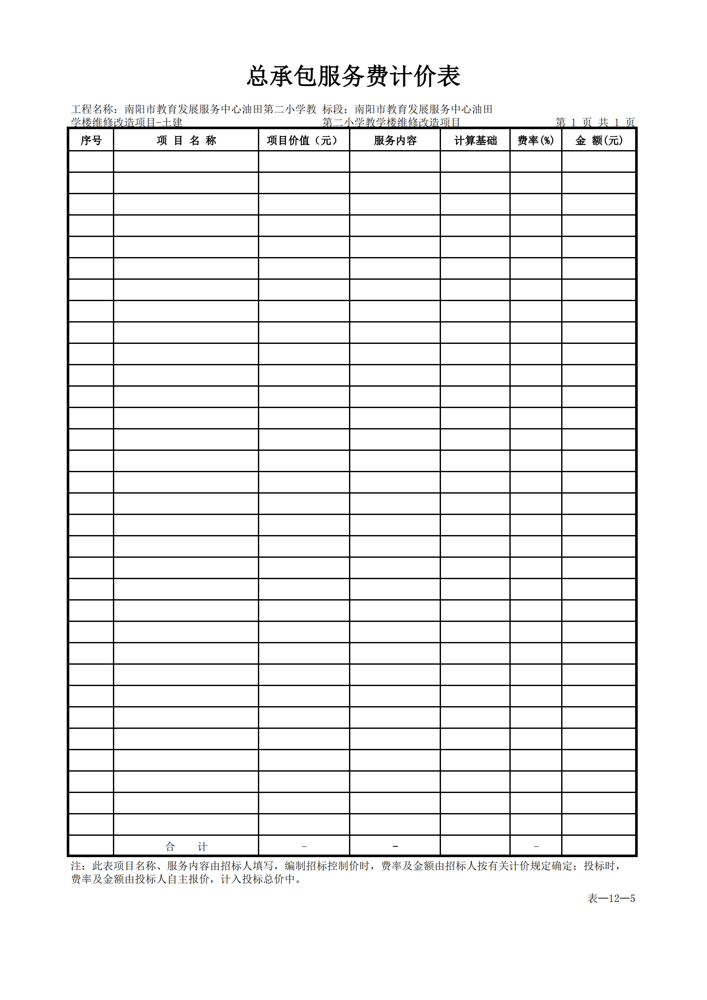 总承包服务费计价表
工程名称：南阳市教育发展服务中心油田第二小学教 标段：南阳市教育发展服务中心油田
学楼维修改造项目-土建 第二小学教学楼维修改造项目 第 1 页 共 1 页
序号 项 目 名 称 项目价值（元） 服务内容 计算基础 费率(%) 金 额(元)
合 计 - - -
注：此表项目名称、服务内容由招标人填写，编制招标控制价时，费率及金额由招标人按有关计价规定确定；投标时，
费率及金额由投标人自主报价，计入投标总价中。
表—12—5